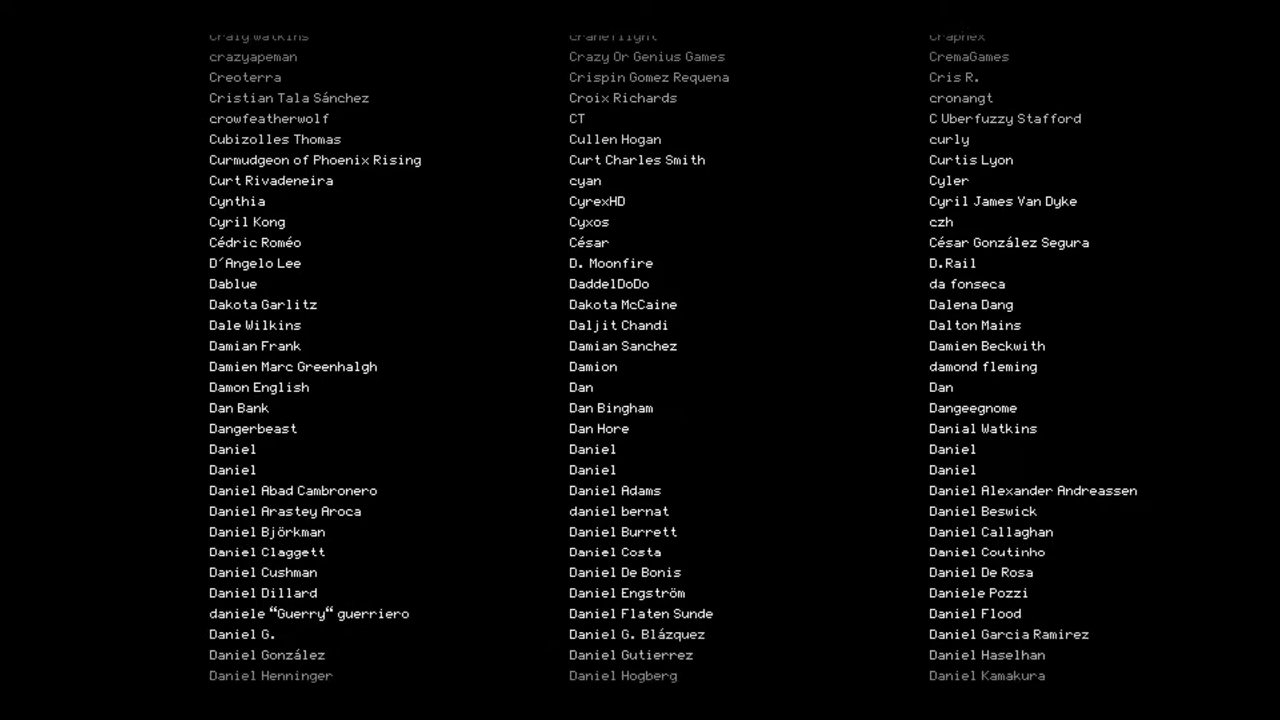 Craig Watkins Craneflight Craphex
crazyapeman Crazy Or Genius Games CremaGames
Creoterra Crispin Gomez Requena Cris R.
Cristian Tala Sánchez Croix Richards cronangt
crowfeatherwolf CT C Uberfuzzy Stafford
Cubizolles Thomas Cullen Hogan curly
Curmudgeon of Phoenix Rising Curt Charles Smith Curtis Lyon
Curt Rivadeneira cyan Cyler
Cynthia CyrexHD Cyril James Van Dyke
Cyril Kong Cyxos czh
Cédric Roméo César César González Segura
D´Angelo Lee D. Moonfire D.Rail
Dablue DaddelDoDo da fonseca
Dakota Garlitz Dakota McCaine Dalena Dang
Dale Wilkins Daljit Chandi Dalton Mains
Damian Frank Damian Sanchez Damien Beckwith
Damien Marc Greenhalgh Damion damond fleming
Damon English Dan Dan
Dan Bank Dan Bingham Dangeegnome
Dangerbeast Dan Hore Danial Watkins
Daniel Daniel Daniel
Daniel Daniel Daniel
Daniel Abad Cambronero Daniel Adams Daniel Alexander Andreassen
Daniel Arastey Aroca daniel bernat Daniel Beswick
Daniel Björkman Daniel Burrett Daniel Callaghan
Daniel Claggett Daniel Costa Daniel Coutinho
Daniel Cushman Daniel De Bonis Daniel De Rosa
Daniel Dillard Daniel Engström Daniele Pozzi
daniele “Guerry“ guerriero Daniel Flaten Sunde Daniel Flood
Daniel G. Daniel G. Blázquez Daniel Garcia Ramirez
Daniel González Daniel Gutierrez Daniel Haselhan
Daniel Henninger Daniel Hogberg Daniel Kamakura